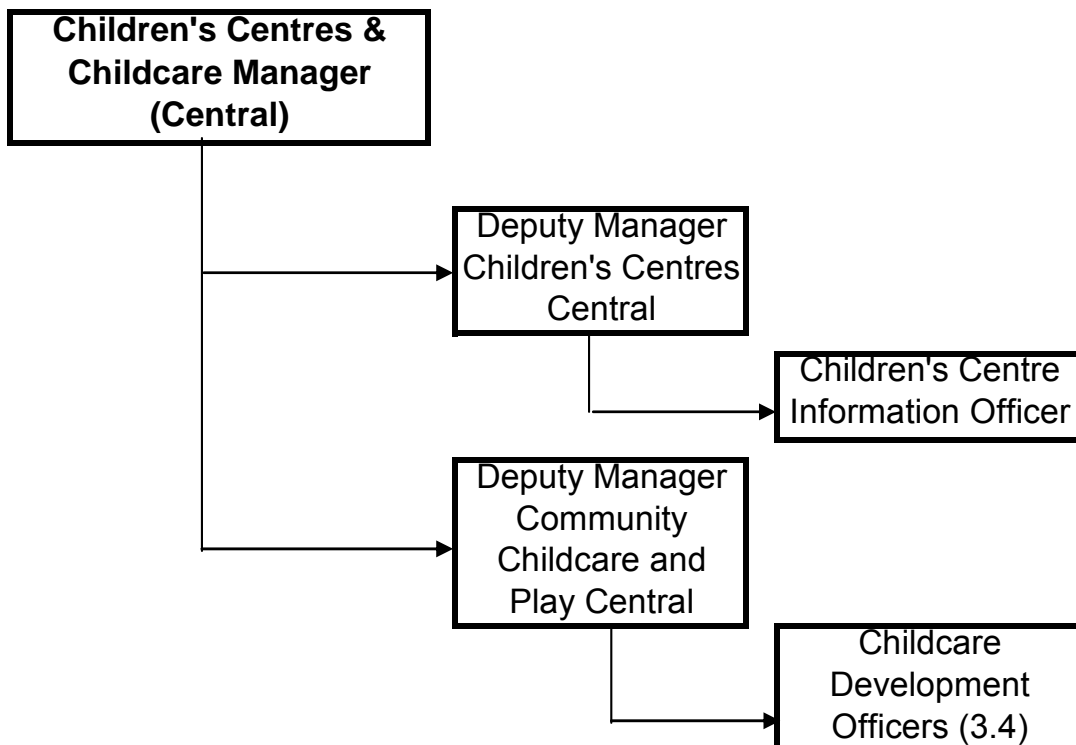 Children's Centres &
Childcare Manager
(Central)
Deputy Manager
Children's Centres
Central
Children's Centre
Information Officer
Deputy Manager
Community
Childcare and
Play Central
Childcare
Development
Officers (3.4)